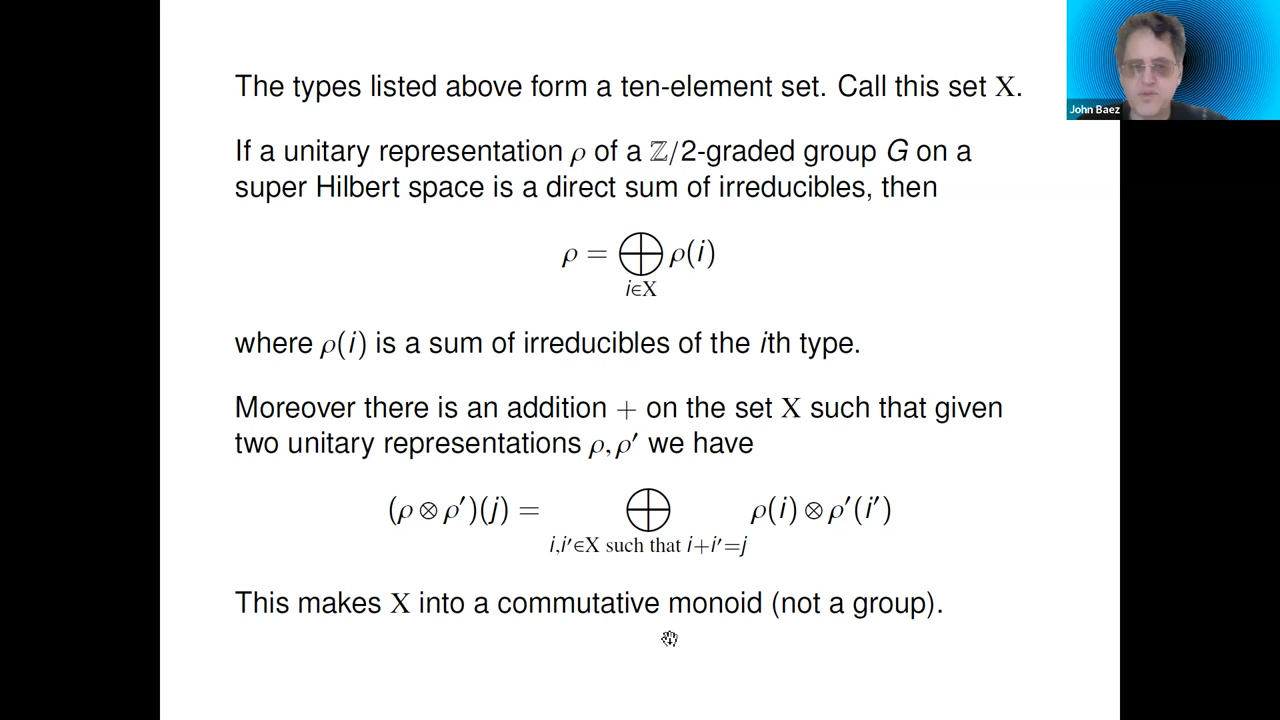 The types listed above form a ten-element set. Call this set X.
John Baez
If a unitary representation ρ of a ℤ/2-graded group G on a
super Hilbert space is a direct sum of irreducibles, then
ρ = ⨁ ρ(i)
i∈X
where ρ(i) is a sum of irreducibles of the ith type.
Moreover there is an addition + on the set X such that given
two unitary representations ρ, ρ′ we have
(ρ ⊗ ρ′)(j) = ⨁ ρ(i) ⊗ ρ′(i′)
i,i′∈X such that i+i′=j
This makes X into a commutative monoid (not a group).